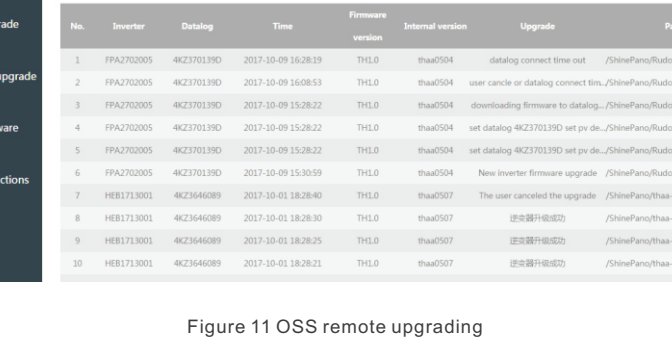 rade
upgrade
ware
ctions
No. Inverter Datalog Time Firmware version Internal version Upgrade Pa
1 FPA2702005 4KZ370139D 2017-10-09 16:28:19 TH1.0 thaa0504 datalog connect time out /ShinePano/Rudo
2 FPA2702005 4KZ370139D 2017-10-09 16:08:53 TH1.0 thaa0504 user cancle or datalog connect tim... /ShinePano/Rudo
3 FPA2702005 4KZ370139D 2017-10-09 15:28:22 TH1.0 thaa0504 downloading firmware to datalog... /ShinePano/Rudo
4 FPA2702005 4KZ370139D 2017-10-09 15:28:22 TH1.0 thaa0504 set datalog 4KZ370139D set pv de... /ShinePano/Rudo
5 FPA2702005 4KZ370139D 2017-10-09 15:28:22 TH1.0 thaa0504 set datalog 4KZ370139D set pv de... /ShinePano/Rudo
6 FPA2702005 4KZ370139D 2017-10-09 15:30:59 TH1.0 thaa0504 New inverter firmware upgrade /ShinePano/Rudo
7 HEB1713001 4KZ3646089 2017-10-01 18:28:40 TH1.0 thaa0507 The user canceled the upgrade /ShinePano/thaa-
8 HEB1713001 4KZ3646089 2017-10-01 18:28:30 TH1.0 thaa0507 逆变器升级成功 /ShinePano/thaa-
9 HEB1713001 4KZ3646089 2017-10-01 18:28:25 TH1.0 thaa0507 逆变器升级成功 /ShinePano/thaa-
10 HEB1713001 4KZ3646089 2017-10-01 18:28:21 TH1.0 thaa0507 逆变器升级成功 /ShinePano/thaa-
Figure 11 OSS remote upgrading